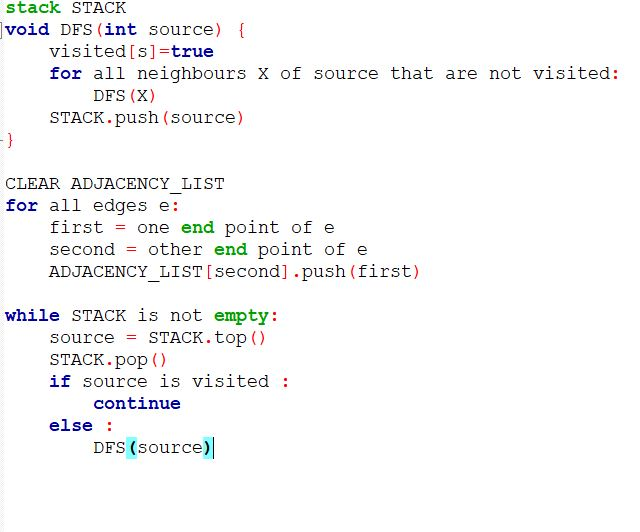 stack STACK
void DFS(int source) {
    visited[s]=true
    for all neighbours X of source that are not visited:
        DFS(X)
    STACK.push(source)
}

CLEAR ADJACENCY_LIST
for all edges e:
    first = one end point of e
    second = other end point of e
    ADJACENCY_LIST[second].push(first)

while STACK is not empty:
    source = STACK.top()
    STACK.pop()
    if source is visited :
        continue
    else :
        DFS(source)